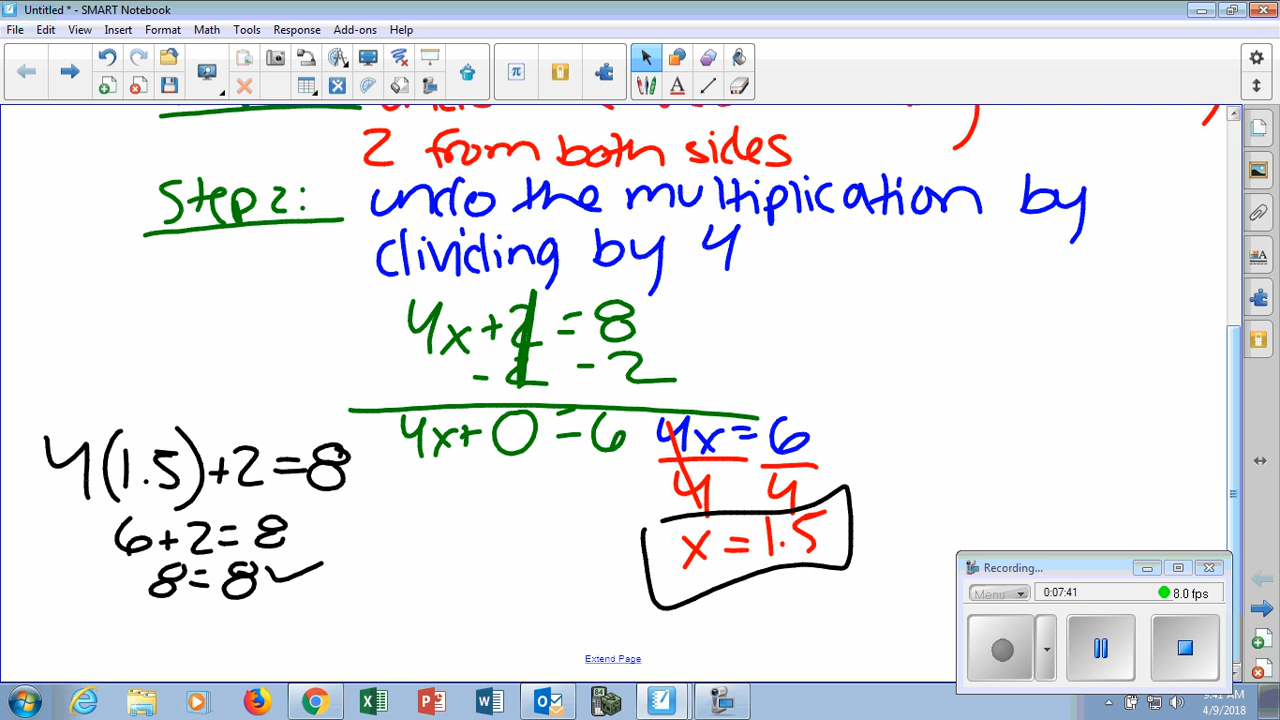 Untitled * - SMART Notebook
File Edit View Insert Format Math Tools Response Add-ons Help
2 from both sides
Step 2: undo the multiplication by
dividing by 4
4x+2=8
-2 -2
4x+0=6
4x=6
4 4
x=1.5
4(1.5)+2=8
6+2=8
8=8✓
Extend Page
Recording...
Menu
0:07:41
8.0 fps
9:41 AM
4/9/2018